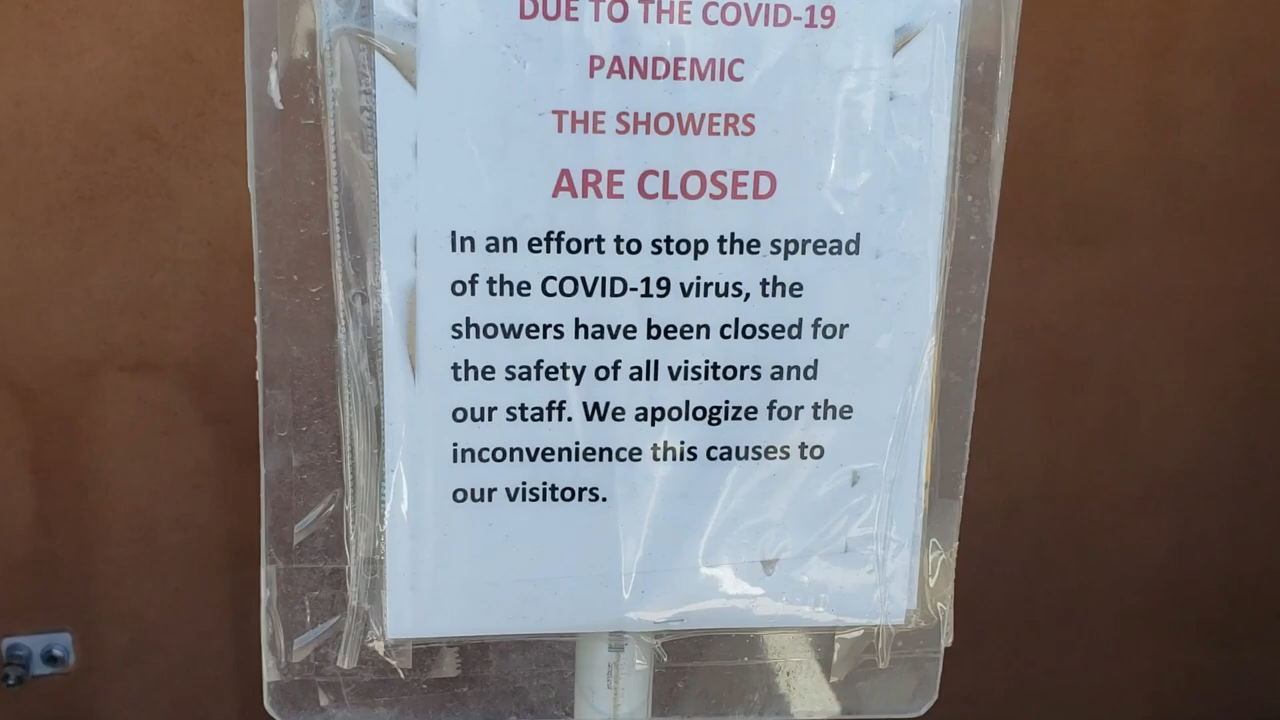 DUE TO THE COVID-19
PANDEMIC
THE SHOWERS
ARE CLOSED
In an effort to stop the spread
of the COVID-19 virus, the
showers have been closed for
the safety of all visitors and
our staff. We apologize for the
inconvenience this causes to
our visitors.